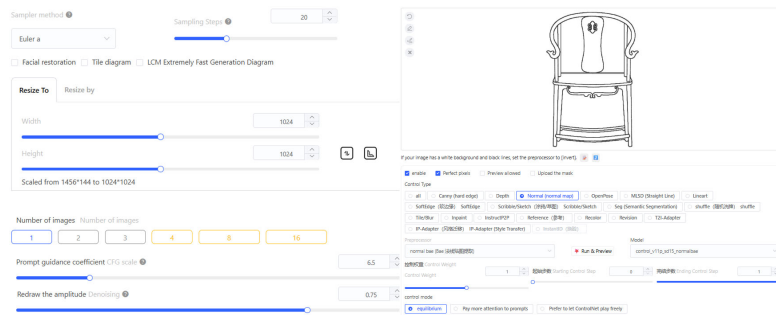 Sampler method
Sampling Steps
20
Euler a
Facial restoration
Tile diagram
LCM Extremely Fast Generation Diagram
Resize To
Resize by
Width
1024
Height
1024
Scaled from 1456*144 to 1024*1024
Number of images Number of images
1 2 3 4 8 16
Prompt guidance coefficient CFG scale
6.5
Redraw the amplitude Denoising
0.75
If your image has a white background and black lines, set the preprocessor to [invert].
enable
Perfect pixels
Preview allowed
Upload the mask
Control Type
all
Canny (hard edge)
Depth
Normal (normal map)
OpenPose
MLSD (Straight Line)
Lineart
SoftEdge
SoftEdge
Scribble/Sketch
Scribble/Sketch
Seg (Semantic Segmentation)
shuffle
shuffle
Tile/Blur
Inpaint
InstructP2P
Reference
Recolor
Revision
T2I-Adapter
IP-Adapter
IP-Adapter (Style Transfer)
InstantID
Preprocessor
Model
normal bae
Run & Preview
control_v11p_sd15_normalbae
Control Weight
1
Starting Control Step
0
Ending Control Step
1
Control Weight
control mode
equilibrium
Pay more attention to prompts
Prefer to let ControlNet play freely